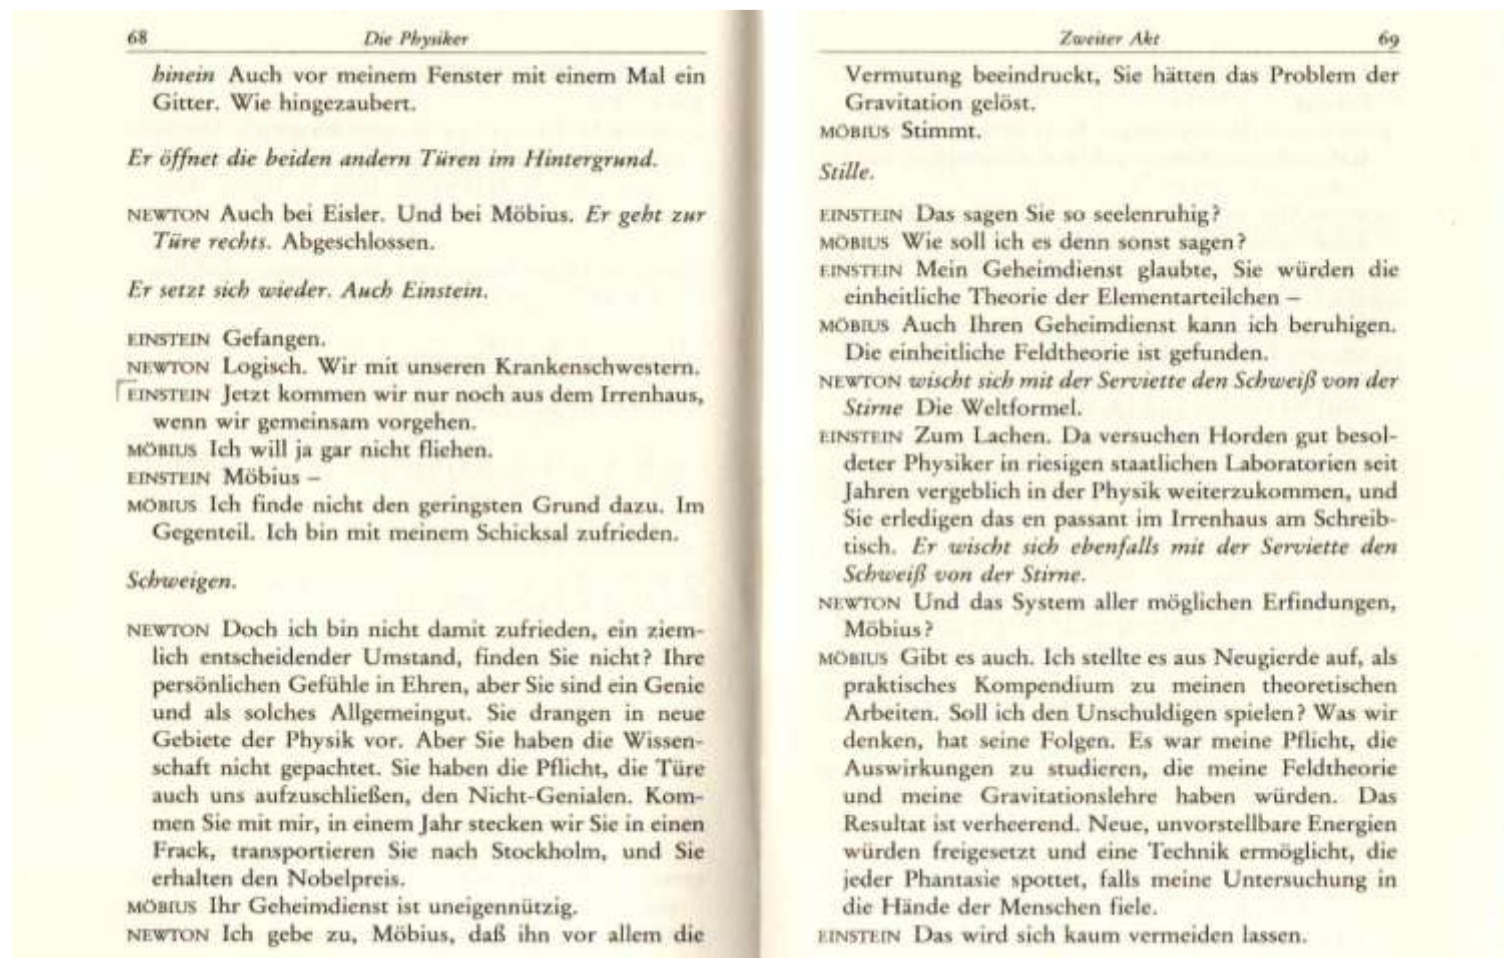 68
Die Physiker
hinein Auch vor meinem Fenster mit einem Mal ein
Gitter. Wie hingezaubert.
Er öffnet die beiden andern Türen im Hintergrund.
NEWTON Auch bei Eisler. Und bei Möbius. Er geht zur
Türe rechts. Abgeschlossen.
Er setzt sich wieder. Auch Einstein.
EINSTEIN Gefangen.
NEWTON Logisch. Wir mit unseren Krankenschwestern.
EINSTEIN Jetzt kommen wir nur noch aus dem Irrenhaus,
wenn wir gemeinsam vorgehen.
MÖBIUS Ich will ja gar nicht fliehen.
EINSTEIN Möbius –
MÖBIUS Ich finde nicht den geringsten Grund dazu. Im
Gegenteil. Ich bin mit meinem Schicksal zufrieden.
Schweigen.
NEWTON Doch ich bin nicht damit zufrieden, ein ziem-
lich entscheidender Umstand, finden Sie nicht? Ihre
persönlichen Gefühle in Ehren, aber Sie sind ein Genie
und als solches Allgemeingut. Sie drangen in neue
Gebiete der Physik vor. Aber Sie haben die Wissen-
schaft nicht gepachtet. Sie haben die Pflicht, die Türe
auch uns aufzuschließen, den Nicht-Genialen. Kom-
men Sie mit mir, in einem Jahr stecken wir Sie in einen
Frack, transportieren Sie nach Stockholm, und Sie
erhalten den Nobelpreis.
MÖBIUS Ihr Geheimdienst ist uneigennützig.
NEWTON Ich gebe zu, Möbius, daß ihn vor allem die
Zweiter Akt
69
Vermutung beeindruckt, Sie hätten das Problem der
Gravitation gelöst.
MÖBIUS Stimmt.
Stille.
EINSTEIN Das sagen Sie so seelenruhig?
MÖBIUS Wie soll ich es denn sonst sagen?
EINSTEIN Mein Geheimdienst glaubte, Sie würden die
einheitliche Theorie der Elementarteilchen –
MÖBIUS Auch Ihren Geheimdienst kann ich beruhigen.
Die einheitliche Feldtheorie ist gefunden.
NEWTON wischt sich mit der Serviette den Schweiß von der
Stirne Die Weltformel.
EINSTEIN Zum Lachen. Da versuchen Horden gut besol-
deter Physiker in riesigen staatlichen Laboratorien seit
Jahren vergeblich in der Physik weiterzukommen, und
Sie erledigen das en passant im Irrenhaus am Schreib-
tisch. Er wischt sich ebenfalls mit der Serviette den
Schweiß von der Stirne.
NEWTON Und das System aller möglichen Erfindungen,
Möbius?
MÖBIUS Gibt es auch. Ich stellte es aus Neugierde auf, als
praktisches Kompendium zu meinen theoretischen
Arbeiten. Soll ich den Unschuldigen spielen? Was wir
denken, hat seine Folgen. Es war meine Pflicht, die
Auswirkungen zu studieren, die meine Feldtheorie
und meine Gravitationslehre haben würden. Das
Resultat ist verheerend. Neue, unvorstellbare Energien
würden freigesetzt und eine Technik ermöglicht, die
jeder Phantasie spottet, falls meine Untersuchung in
die Hände der Menschen fiele.
EINSTEIN Das wird sich kaum vermeiden lassen.